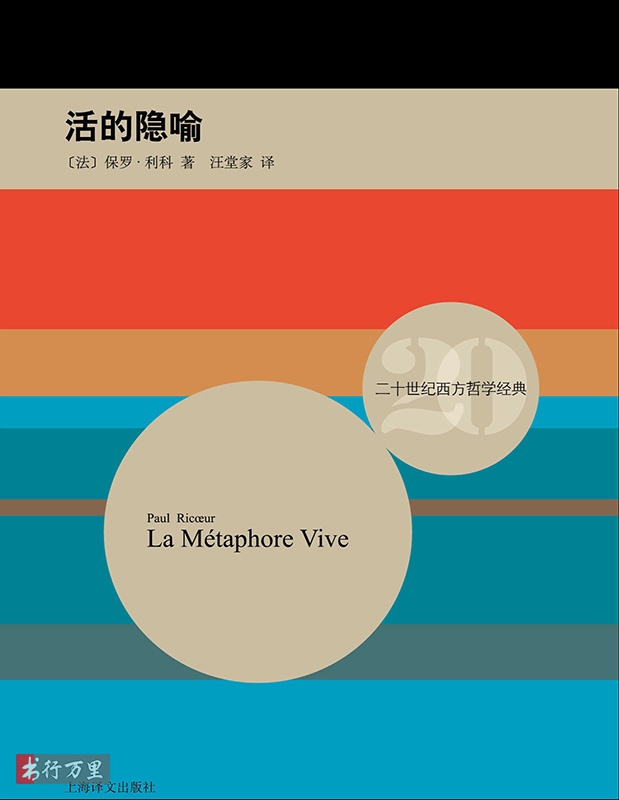 活的隐喻
〔法〕保罗·利科 著 汪堂家 译
20
二十世纪西方哲学经典
Paul Ricœur
La Métaphore Vive
书行万里
上海译文出版社